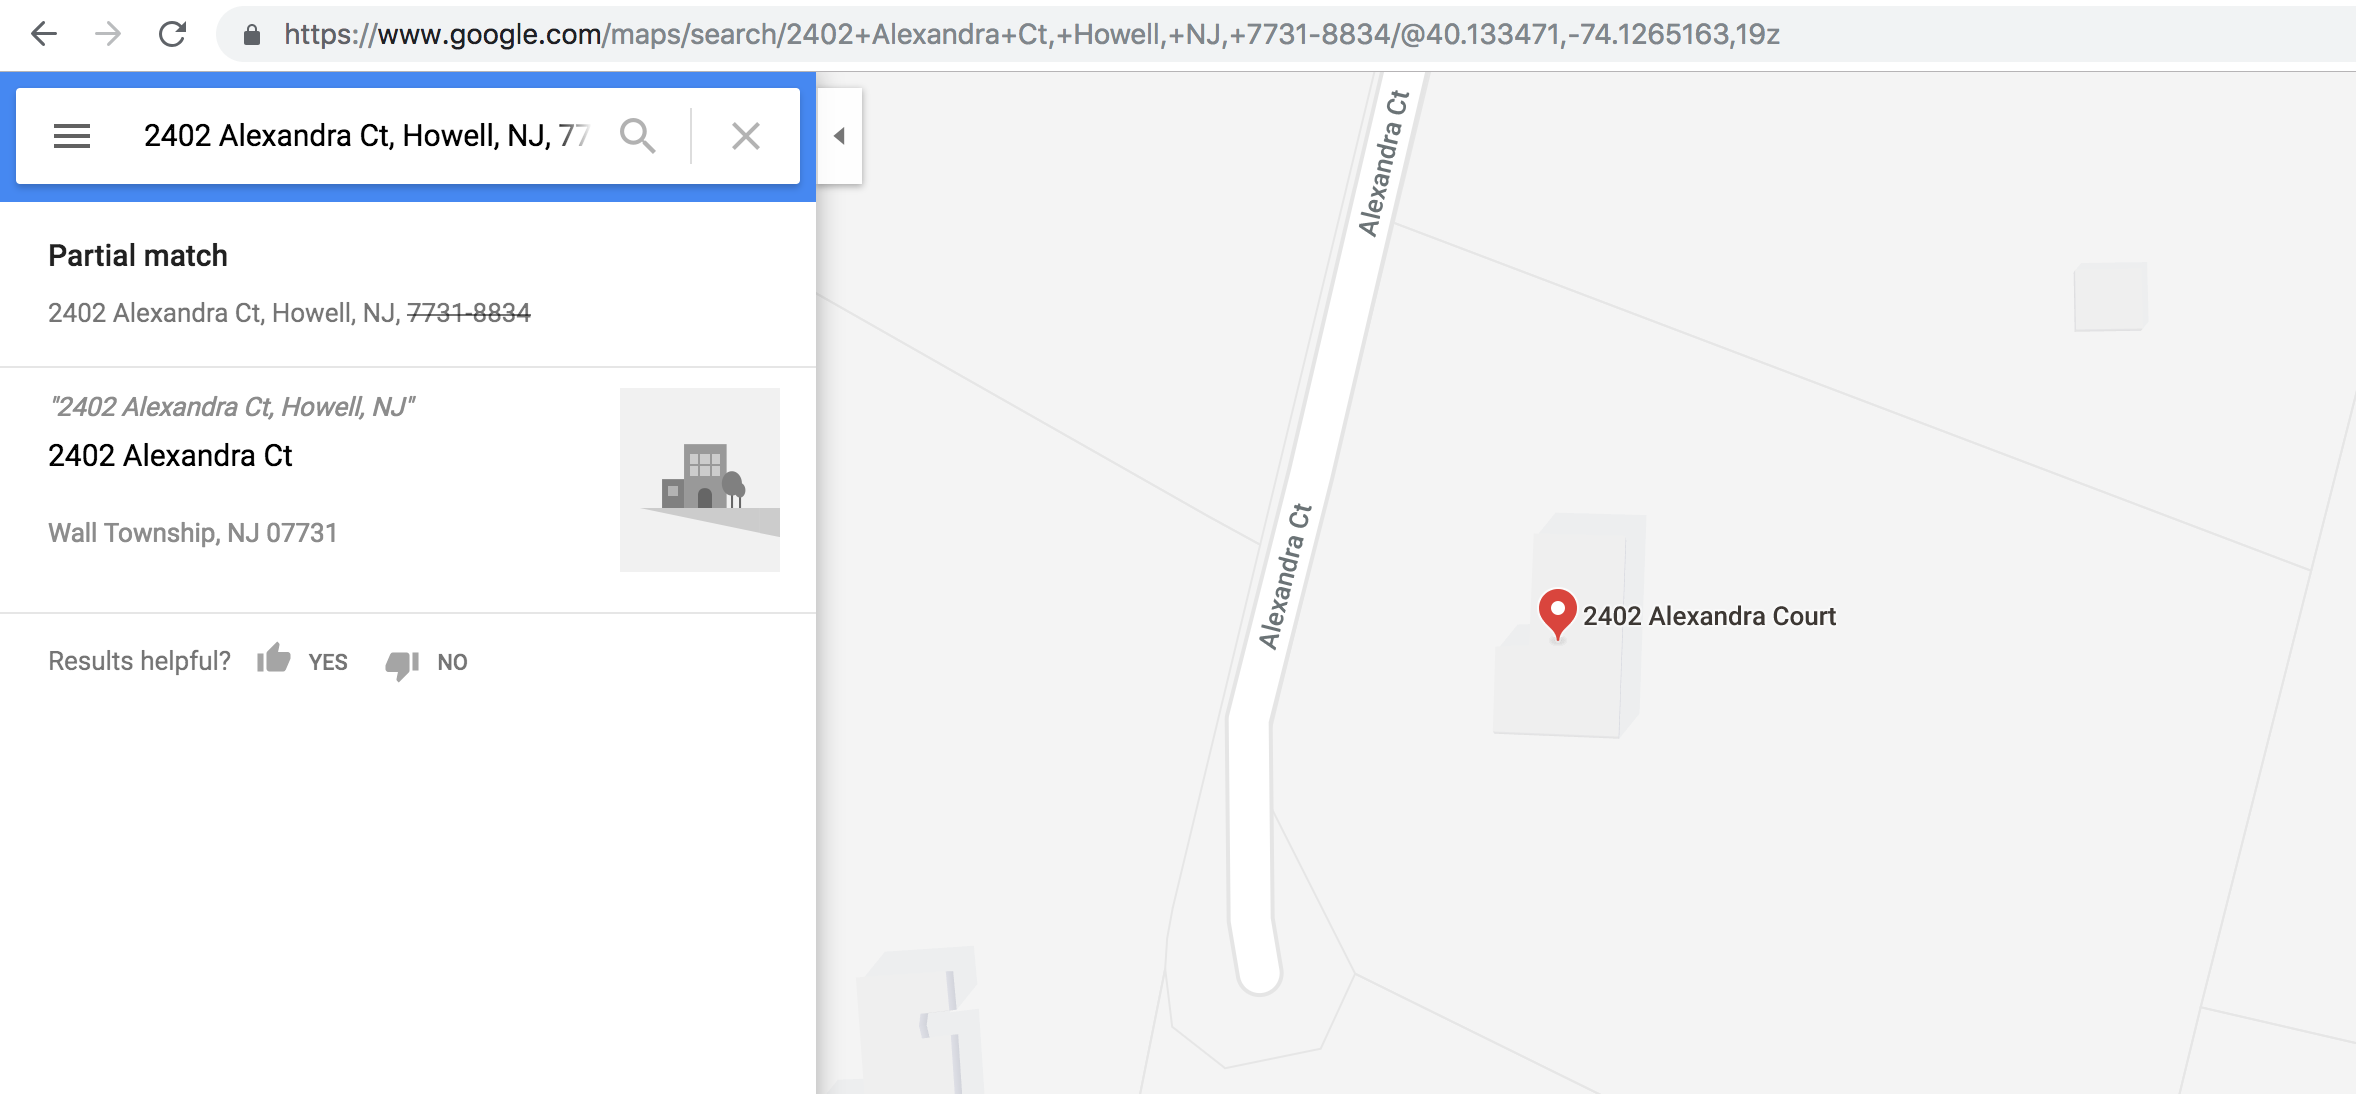 https://www.google.com/maps/search/2402+Alexandra+Ct,+Howell,+NJ,+7731-8834/@40.133471,-74.1265163,19z
2402 Alexandra Ct, Howell, NJ, 77
Partial match
2402 Alexandra Ct, Howell, NJ, 7731-8834
"2402 Alexandra Ct, Howell, NJ"
2402 Alexandra Ct
Wall Township, NJ 07731
Results helpful? YES NO
Alexandra Ct
Alexandra Ct
2402 Alexandra Court